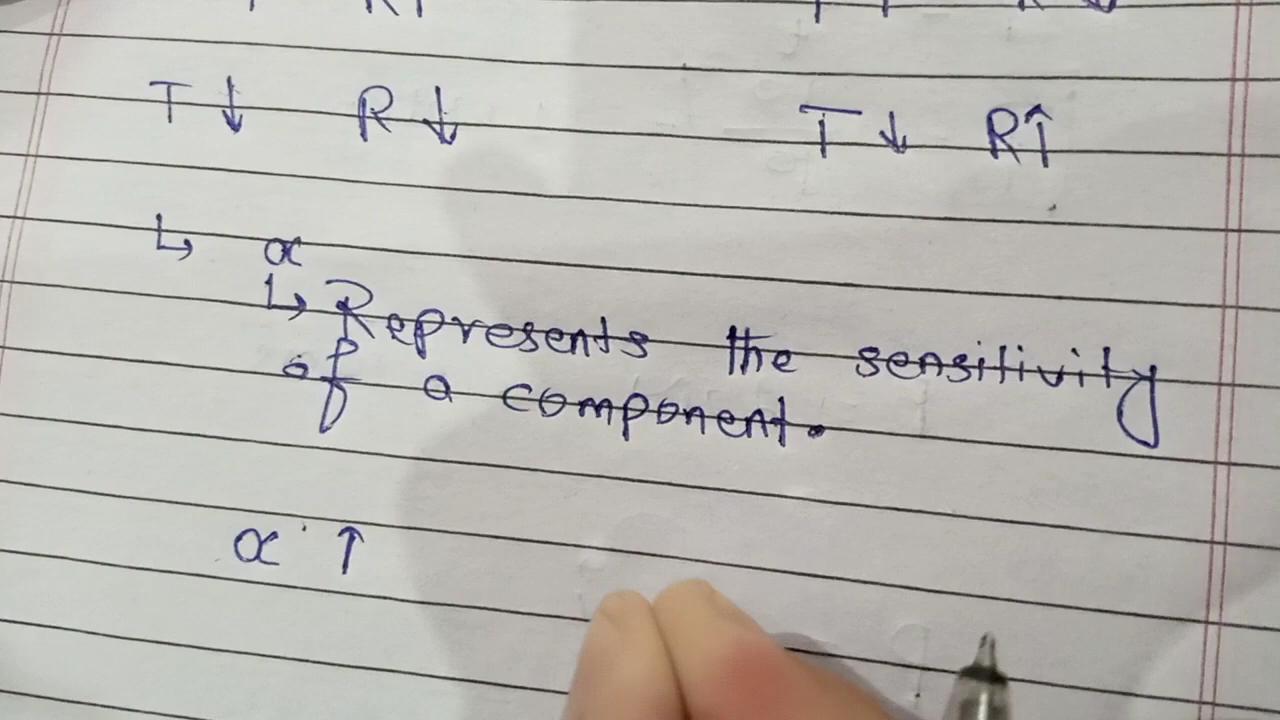 T ↓ R ↓ T ↓ R↑
↳ α
↳ Represents the sensitivity
of a component.
α ↑